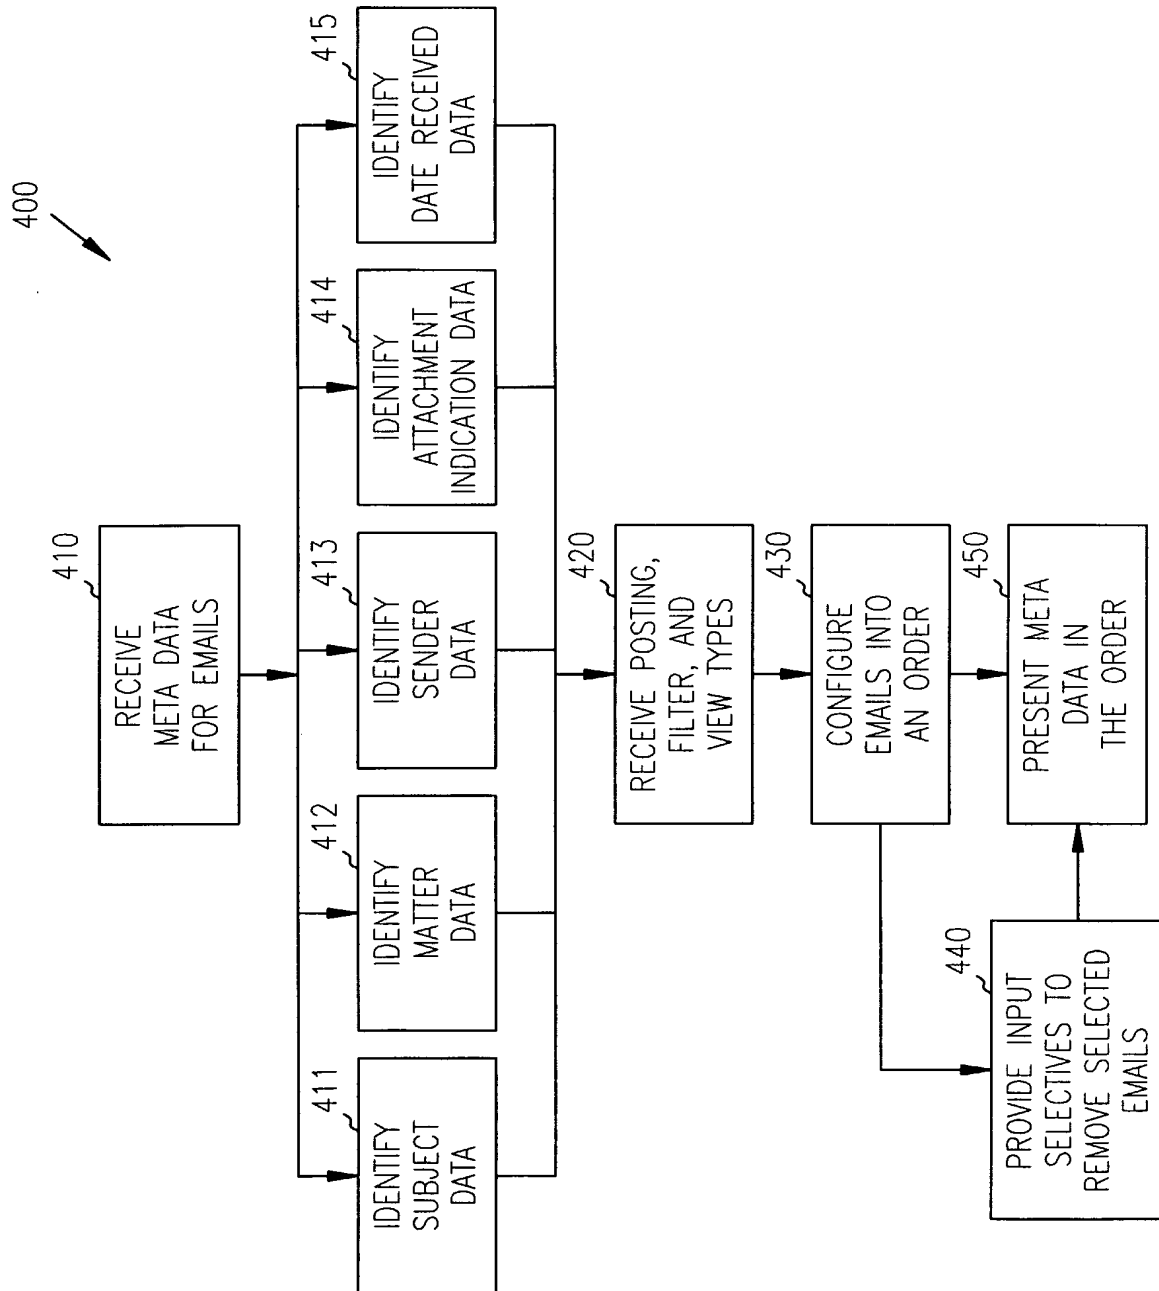 400
410
RECEIVE
META DATA
FOR EMAILS
411
IDENTIFY
SUBJECT
DATA
412
IDENTIFY
MATTER
DATA
413
IDENTIFY
SENDER
DATA
414
IDENTIFY
ATTACHMENT
INDICATION DATA
415
IDENTIFY
DATE RECEIVED
DATA
420
RECEIVE POSTING,
FILTER, AND
VIEW TYPES
430
CONFIGURE
EMAILS INTO
AN ORDER
440
PROVIDE INPUT
SELECTIVES TO
REMOVE SELECTED
EMAILS
450
PRESENT META
DATA IN
THE ORDER